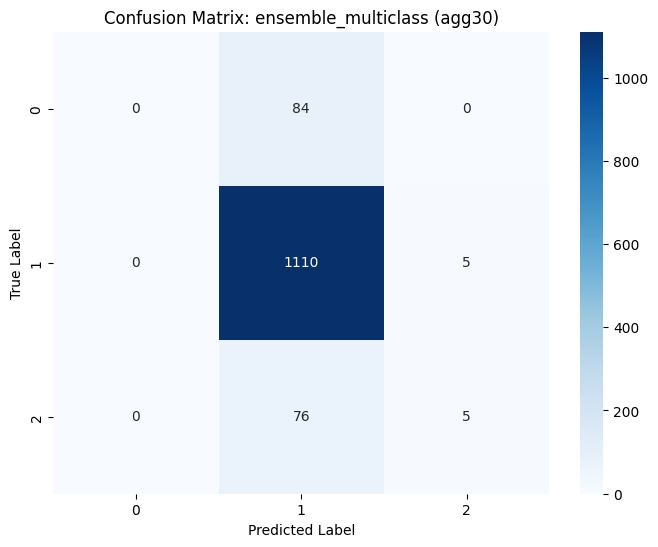 Confusion Matrix: ensemble_multiclass (agg30)
True Label
0
1
2
0 84 0
0 1110 5
0 76 5
0 1 2
Predicted Label
1000
800
600
400
200
0